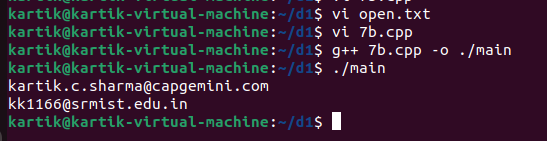 kartik@kartik-virtual-machine:~/d1$ vi open.txt
kartik@kartik-virtual-machine:~/d1$ vi 7b.cpp
kartik@kartik-virtual-machine:~/d1$ g++ 7b.cpp -o ./main
kartik@kartik-virtual-machine:~/d1$ ./main
kartik.c.sharma@capgemini.com
kk1166@srmist.edu.in
kartik@kartik-virtual-machine:~/d1$